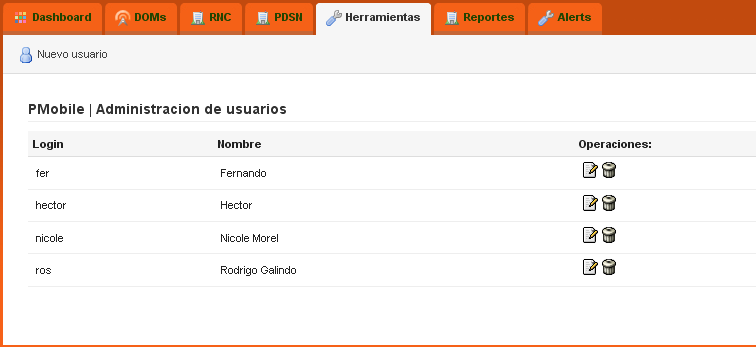 Dashboard DOMs RNC PDSN Herramientas Reportes Alerts
Nuevo usuario
PMobile | Administracion de usuarios
Login Nombre Operaciones:
fer Fernando
hector Hector
nicole Nicole Morel
ros Rodrigo Galindo